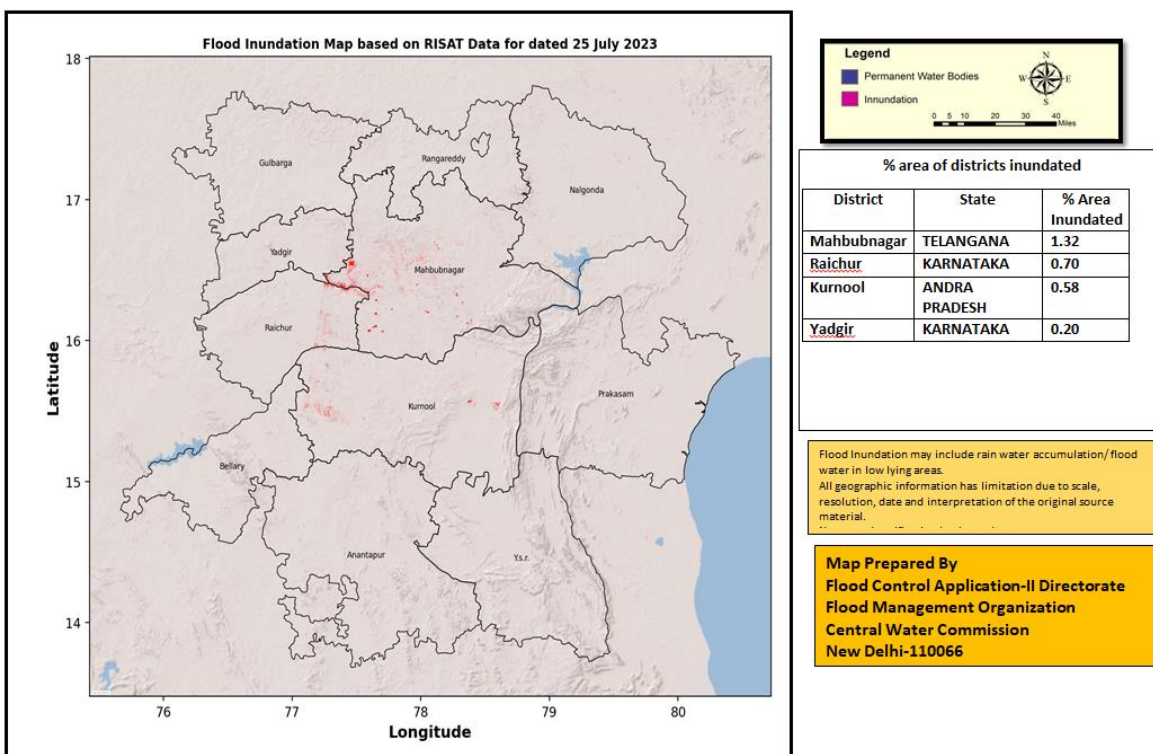 Flood Inundation Map based on RISAT Data for dated 25 July 2023
18
17
16
15
14
Latitude
76 77 78 79 80
Longitude
Gulbarga
Rangareddy
Nalgonda
Yadgir
Mahbubnagar
Raichur
Kurnool
Prakasam
Bellary
Anantapur
Y.s.r.
Legend
Permanent Water Bodies
Innundation
N
W E
S
0 5 10 20 30 40
Miles
% area of districts inundated
District State % Area
Inundated
Mahbubnagar TELANGANA 1.32
Raichur KARNATAKA 0.70
Kurnool ANDRA
PRADESH 0.58
Yadgir KARNATAKA 0.20
Flood Inundation may include rain water accumulation/ flood
water in low lying areas.
All geographic information has limitation due to scale,
resolution, date and interpretation of the original source
material.
Map Prepared By
Flood Control Application-II Directorate
Flood Management Organization
Central Water Commission
New Delhi-110066